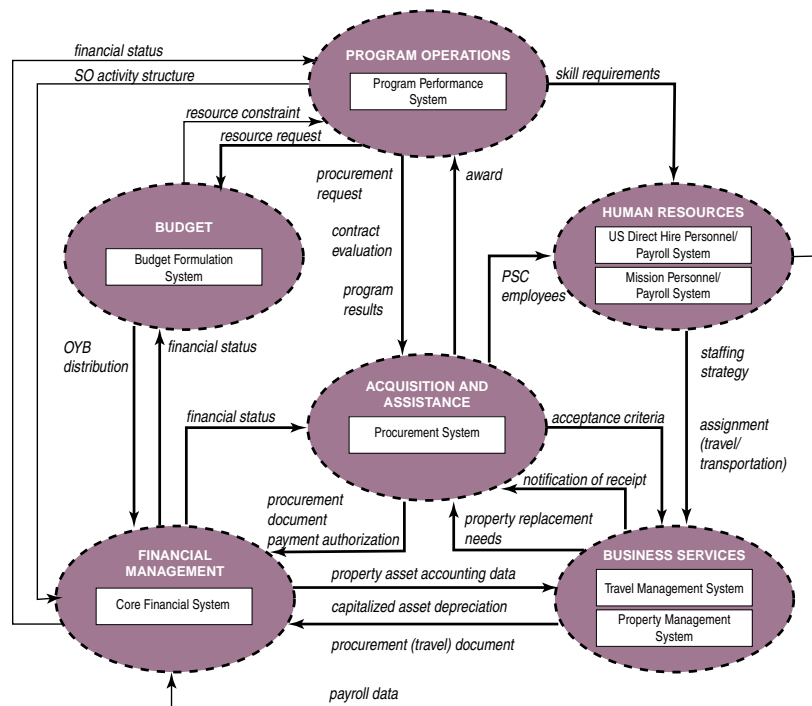 financial status
PROGRAM OPERATIONS
SO activity structure
Program Performance
System
skill requirements
resource constraint
resource request
procurement
request
award
BUDGET
HUMAN RESOURCES
contract
evaluation
US Direct Hire Personnel/
Payroll System
Budget Formulation
System
Mission Personnel/
Payroll System
program
results
PSC
employees
OYB
distribution
financial status
staffing
strategy
ACQUISITION AND
ASSISTANCE
financial status
Procurement System
acceptance criteria
assignment
(travel/
transportation)
notification of receipt
procurement
document
payment authorization
property replacement
needs
FINANCIAL
MANAGEMENT
BUSINESS SERVICES
property asset accounting data
Core Financial System
Travel Management System
capitalized asset depreciation
Property Management
System
procurement (travel) document
payroll data